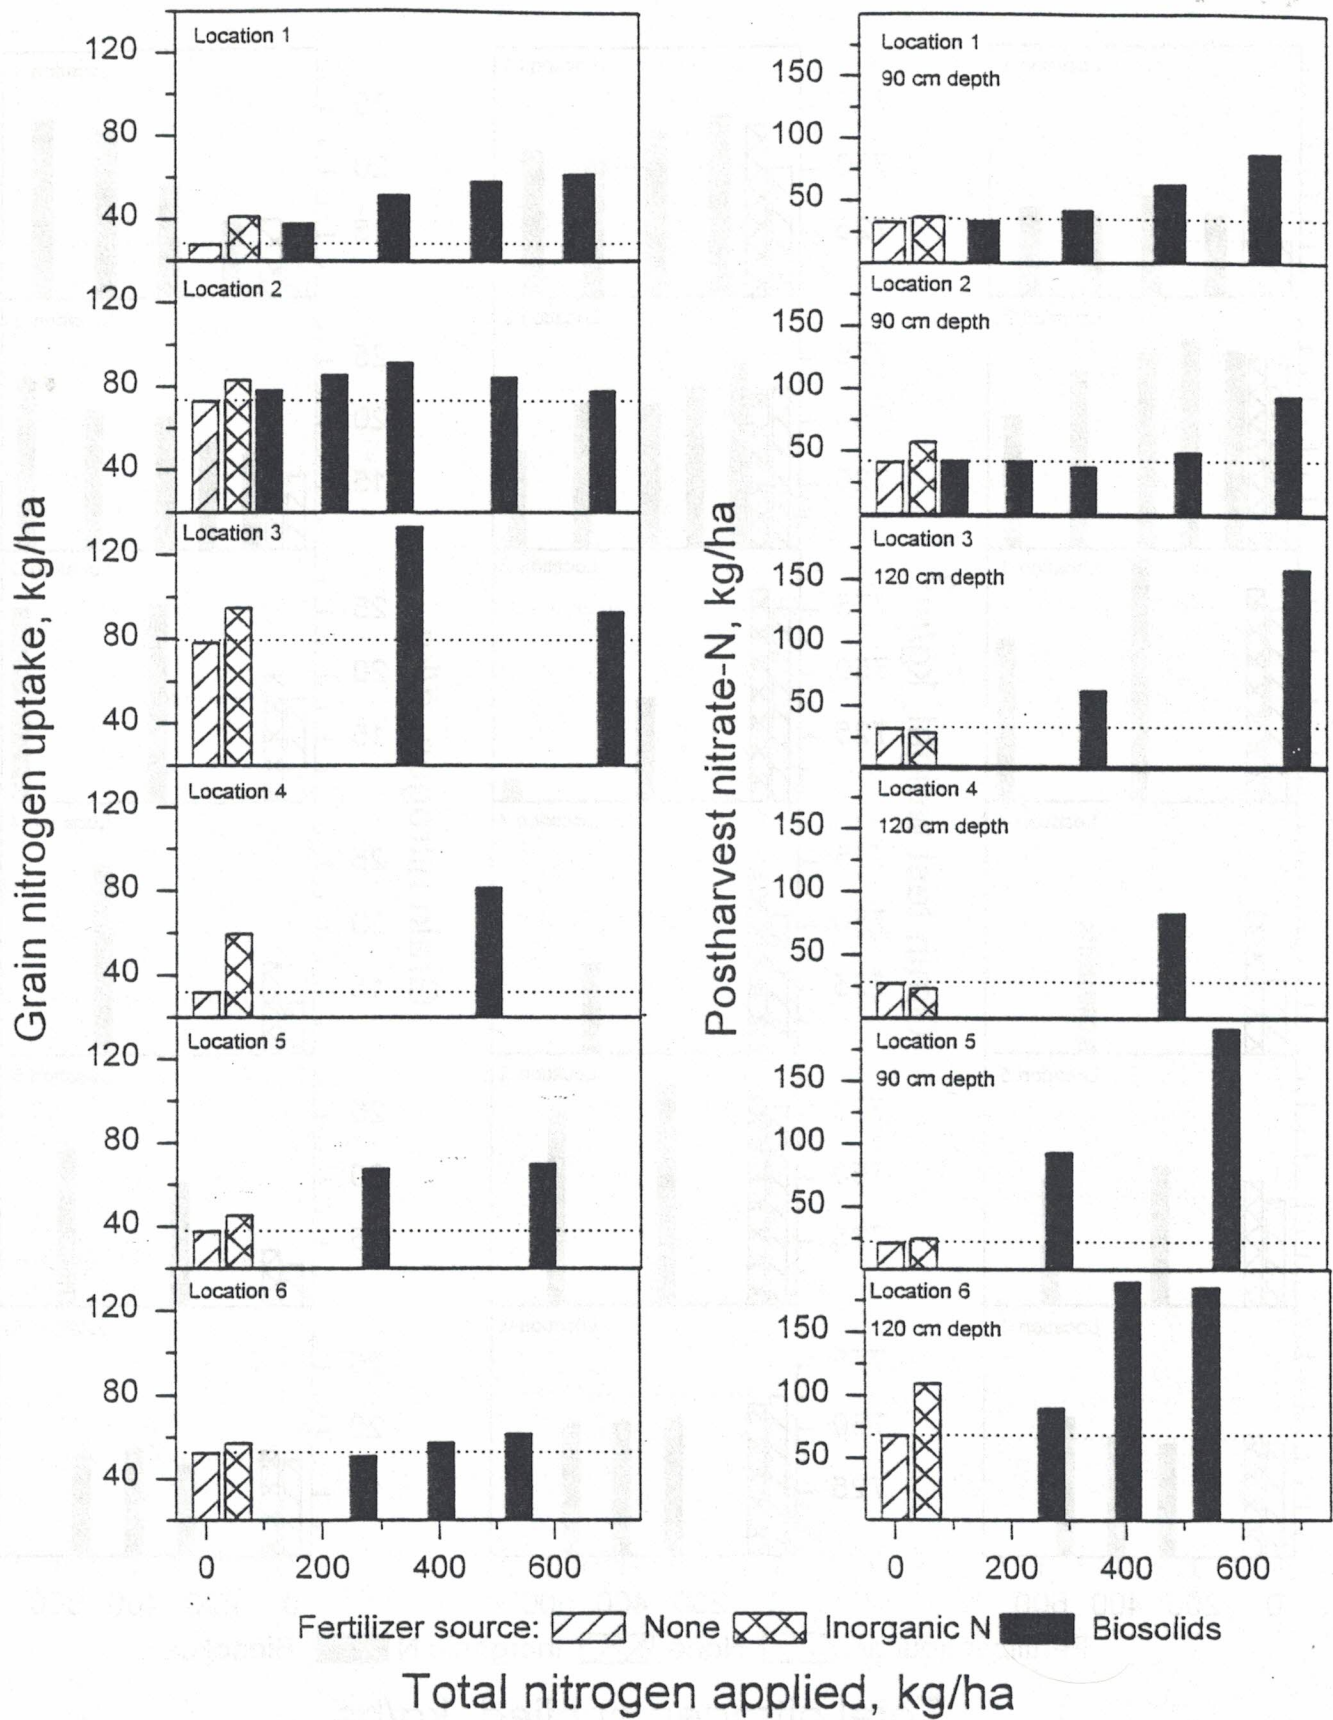 Grain nitrogen uptake, kg/ha
Location 1
120
80
40
Location 2
120
80
40
Location 3
120
80
40
Location 4
120
80
40
Location 5
120
80
40
Location 6
120
80
40
0 200 400 600
Postharvest nitrate-N, kg/ha
Location 1
90 cm depth
150
100
50
Location 2
90 cm depth
150
100
50
Location 3
120 cm depth
150
100
50
Location 4
120 cm depth
150
100
50
Location 5
90 cm depth
150
100
50
Location 6
120 cm depth
150
100
50
0 200 400 600
Fertilizer source: None Inorganic N Biosolids
Total nitrogen applied, kg/ha